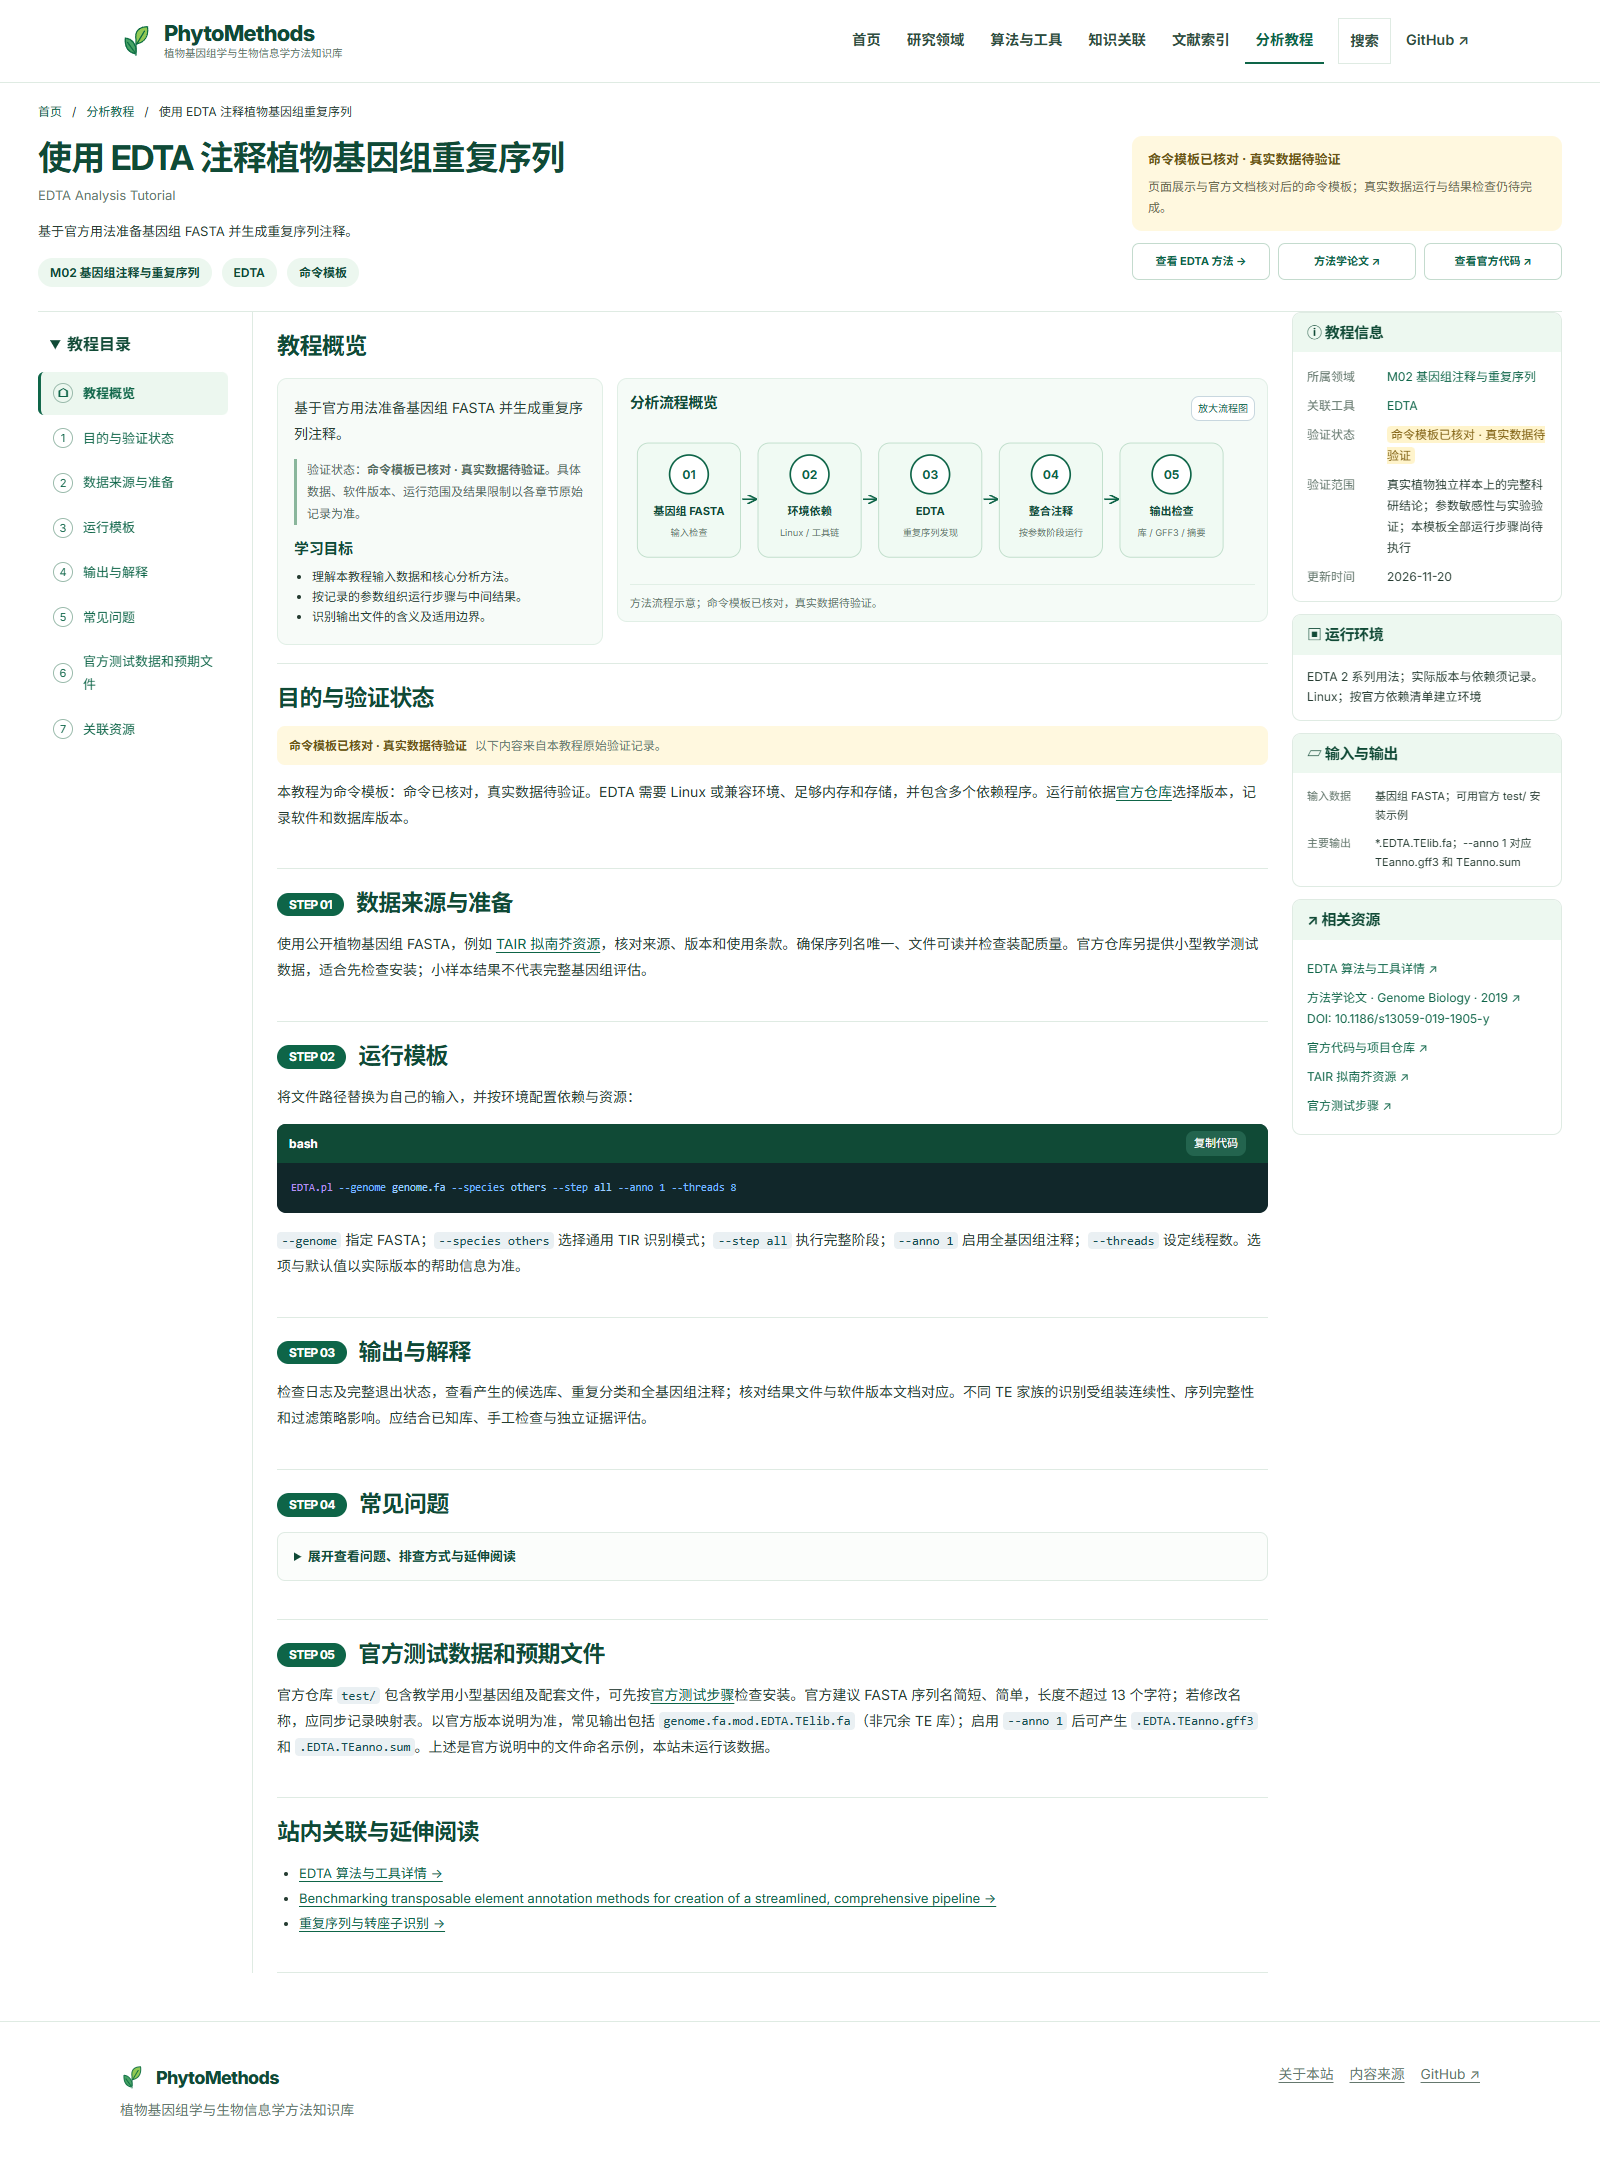 PhytoMethods
植物基因组学与生物信息学方法知识库
首页 研究领域 算法与工具 知识关联 文献索引 分析教程 搜索 GitHub ↗
首页 / 分析教程 / 使用 EDTA 注释植物基因组重复序列
使用 EDTA 注释植物基因组重复序列
EDTA Analysis Tutorial
基于官方用法准备基因组 FASTA 并生成重复序列注释。
M02 基因组注释与重复序列 EDTA 命令模板
命令模板已核对 · 真实数据待验证
页面展示与官方文档核对后的命令模板；真实数据运行与结果检查仍待完
成。
查看 EDTA 方法 → 方法学论文 ↗ 查看官方代码 ↗
▼ 教程目录
教程概览
1 目的与验证状态
2 数据来源与准备
3 运行模板
4 输出与解释
5 常见问题
6 官方测试数据和预期文
件
7 关联资源
教程概览
基于官方用法准备基因组 FASTA 并生成重复序
列注释。
验证状态：命令模板已核对 · 真实数据待验证。具体
数据、软件版本、运行范围及结果限制以各章节原始
记录为准。
学习目标
• 理解本教程输入数据和核心分析方法。
• 按记录的参数组织运行步骤与中间结果。
• 识别输出文件的含义及适用边界。
分析流程概览
放大流程图
01 02 03 04 05
基因组 FASTA 环境依赖 EDTA 整合注释 输出检查
输入检查 Linux / 工具链 重复序列发现 按参数阶段运行 库 / GFF3 / 摘要
方法流程示意；命令模板已核对，真实数据待验证。
目的与验证状态
命令模板已核对 · 真实数据待验证 以下内容来自本教程原始验证记录。
本教程为命令模板：命令已核对，真实数据待验证。EDTA 需要 Linux 或兼容环境、足够内存和存储，并包含多个依赖程序。运行前依据官方仓库选择版本，记
录软件和数据库版本。
STEP 01 数据来源与准备
使用公开植物基因组 FASTA，例如 TAIR 拟南芥资源，核对来源、版本和使用条款。确保序列名唯一、文件可读并检查装配质量。官方仓库另提供小型教学测试
数据，适合先检查安装；小样本结果不代表完整基因组评估。
STEP 02 运行模板
将文件路径替换为自己的输入，并按环境配置依赖与资源：
bash 复制代码
EDTA.pl --genome genome.fa --species others --step all --anno 1 --threads 8
--genome 指定 FASTA；--species others 选择通用 TIR 识别模式；--step all 执行完整阶段；--anno 1 启用全基因组注释；--threads 设定线程数。选
项与默认值以实际版本的帮助信息为准。
STEP 03 输出与解释
检查日志及完整退出状态，查看产生的候选库、重复分类和全基因组注释；核对结果文件与软件版本文档对应。不同 TE 家族的识别受组装连续性、序列完整性
和过滤策略影响。应结合已知库、手工检查与独立证据评估。
STEP 04 常见问题
▶ 展开查看问题、排查方式与延伸阅读
STEP 05 官方测试数据和预期文件
官方仓库 test/ 包含教学用小型基因组及配套文件，可先按官方测试步骤检查安装。官方建议 FASTA 序列名简短、简单，长度不超过 13 个字符；若修改名
称，应同步记录映射表。以官方版本说明为准，常见输出包括 genome.fa.mod.EDTA.TElib.fa（非冗余 TE 库）；启用 --anno 1 后可产生 .EDTA.TEanno.gff3
和 .EDTA.TEanno.sum。上述是官方说明中的文件命名示例，本站未运行该数据。
站内关联与延伸阅读
• EDTA 算法与工具详情 →
• Benchmarking transposable element annotation methods for creation of a streamlined, comprehensive pipeline →
• 重复序列与转座子识别 →
ⓘ 教程信息
所属领域 M02 基因组注释与重复序列
关联工具 EDTA
验证状态 命令模板已核对 · 真实数据待
验证
验证范围 真实植物独立样本上的完整科
研结论；参数敏感性与实验验
证；本模板全部运行步骤尚待
执行
更新时间 2026-11-20
▣ 运行环境
EDTA 2 系列用法；实际版本与依赖须记录。
Linux；按官方依赖清单建立环境
▱ 输入与输出
输入数据 基因组 FASTA；可用官方 test/ 安
装示例
主要输出 *.EDTA.TElib.fa；--anno 1 对应
TEanno.gff3 和 TEanno.sum
↗ 相关资源
EDTA 算法与工具详情 ↗
方法学论文 · Genome Biology · 2019 ↗
DOI: 10.1186/s13059-019-1905-y
官方代码与项目仓库 ↗
TAIR 拟南芥资源 ↗
官方测试步骤 ↗
PhytoMethods
植物基因组学与生物信息学方法知识库
关于本站 内容来源 GitHub ↗